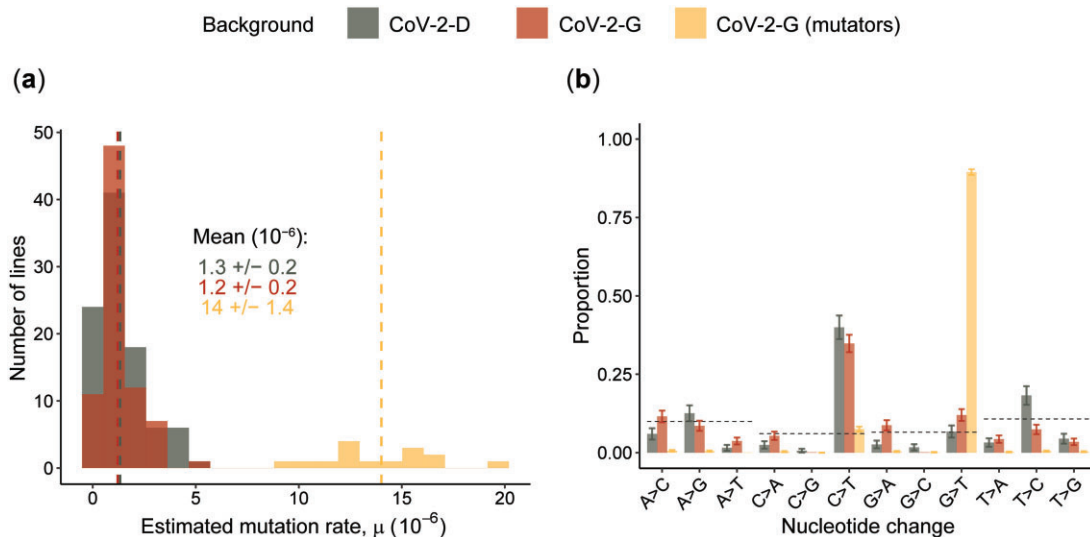 Background CoV-2-D CoV-2-G CoV-2-G (mutators)
(a)
50
40
30
20
10
0
Number of lines
Mean (10⁻⁶):
1.3 +/− 0.2
1.2 +/− 0.2
14 +/− 1.4
0 5 10 15 20
Estimated mutation rate, μ (10⁻⁶)
(b)
1.00
0.75
0.50
0.25
0.00
Proportion
A>C A>G A>T C>A C>G C>T G>A G>C G>T T>A T>C T>G
Nucleotide change